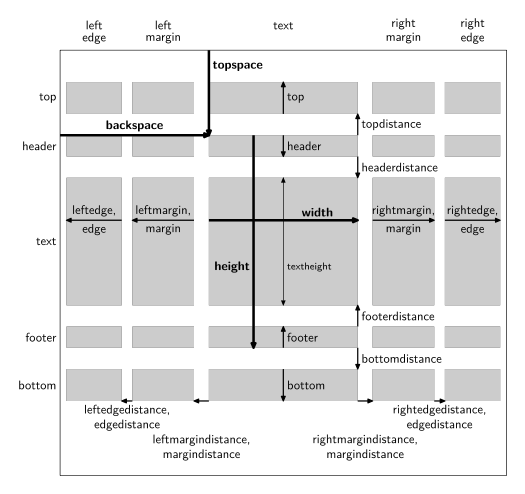 left
edge
left
margin
text
right
margin
right
edge
topspace
top
top
topdistance
backspace
header
header
headerdistance
leftedge,
edge
leftmargin,
margin
width
rightmargin,
margin
rightedge,
edge
text
height
textheight
footerdistance
footer
footer
bottomdistance
bottom
bottom
leftedgedistance,
edgedistance
rightedgedistance,
edgedistance
leftmargindistance,
margindistance
rightmargindistance,
margindistance